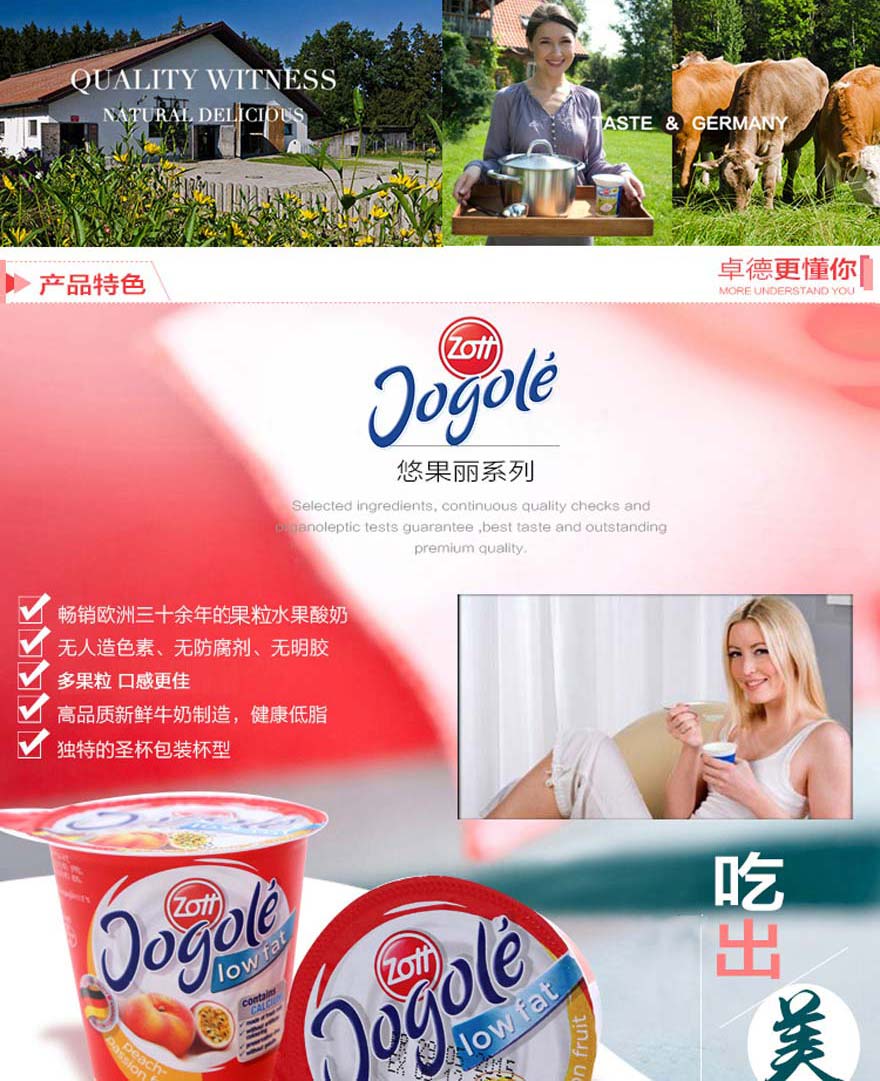 QUALITY WITNESS
NATURAL DELICIOUS
TASTE & GERMANY
产品特色
卓德更懂你
MORE UNDERSTAND YOU
Zott
Jogolé
悠果丽系列
Selected ingredients, continuous quality checks and
organoleptic tests guarantee ,best taste and outstanding
premium quality.
畅销欧洲三十余年的果粒水果酸奶
无人造色素、无防腐剂、无明胶
多果粒 口感更佳
高品质新鲜牛奶制造，健康低脂
独特的圣杯包装杯型
吃
出
美
Zott
Jogolé
low fat
contains
CALCIUM
peach-
passion
Zott
Jogolé
low fat
fruit